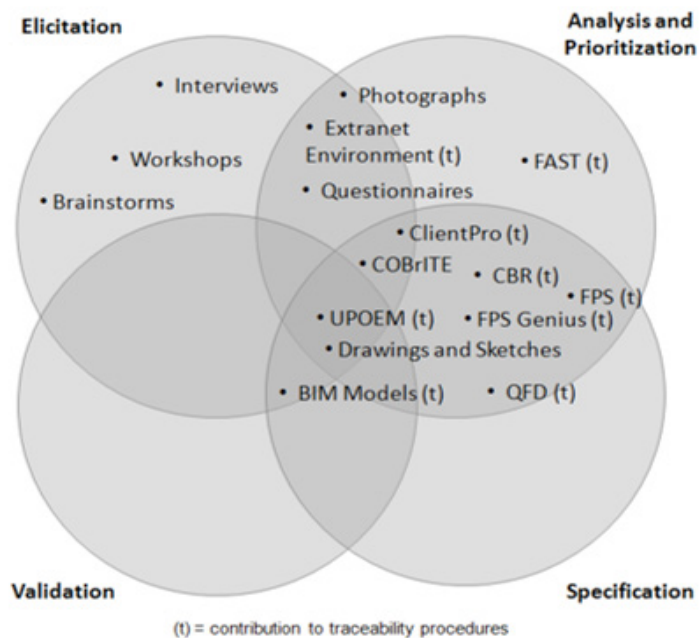 Elicitation
Analysis and
Prioritization
• Interviews
• Photographs
• Extranet
Environment (t)
• Workshops
• FAST (t)
• Questionnaires
• Brainstorms
• ClientPro (t)
• COBrITE
• CBR (t)
• FPS (t)
• UPOEM (t)
• FPS Genius (t)
• Drawings and Sketches
• BIM Models (t)
• QFD (t)
Validation
Specification
(t) = contribution to traceability procedures